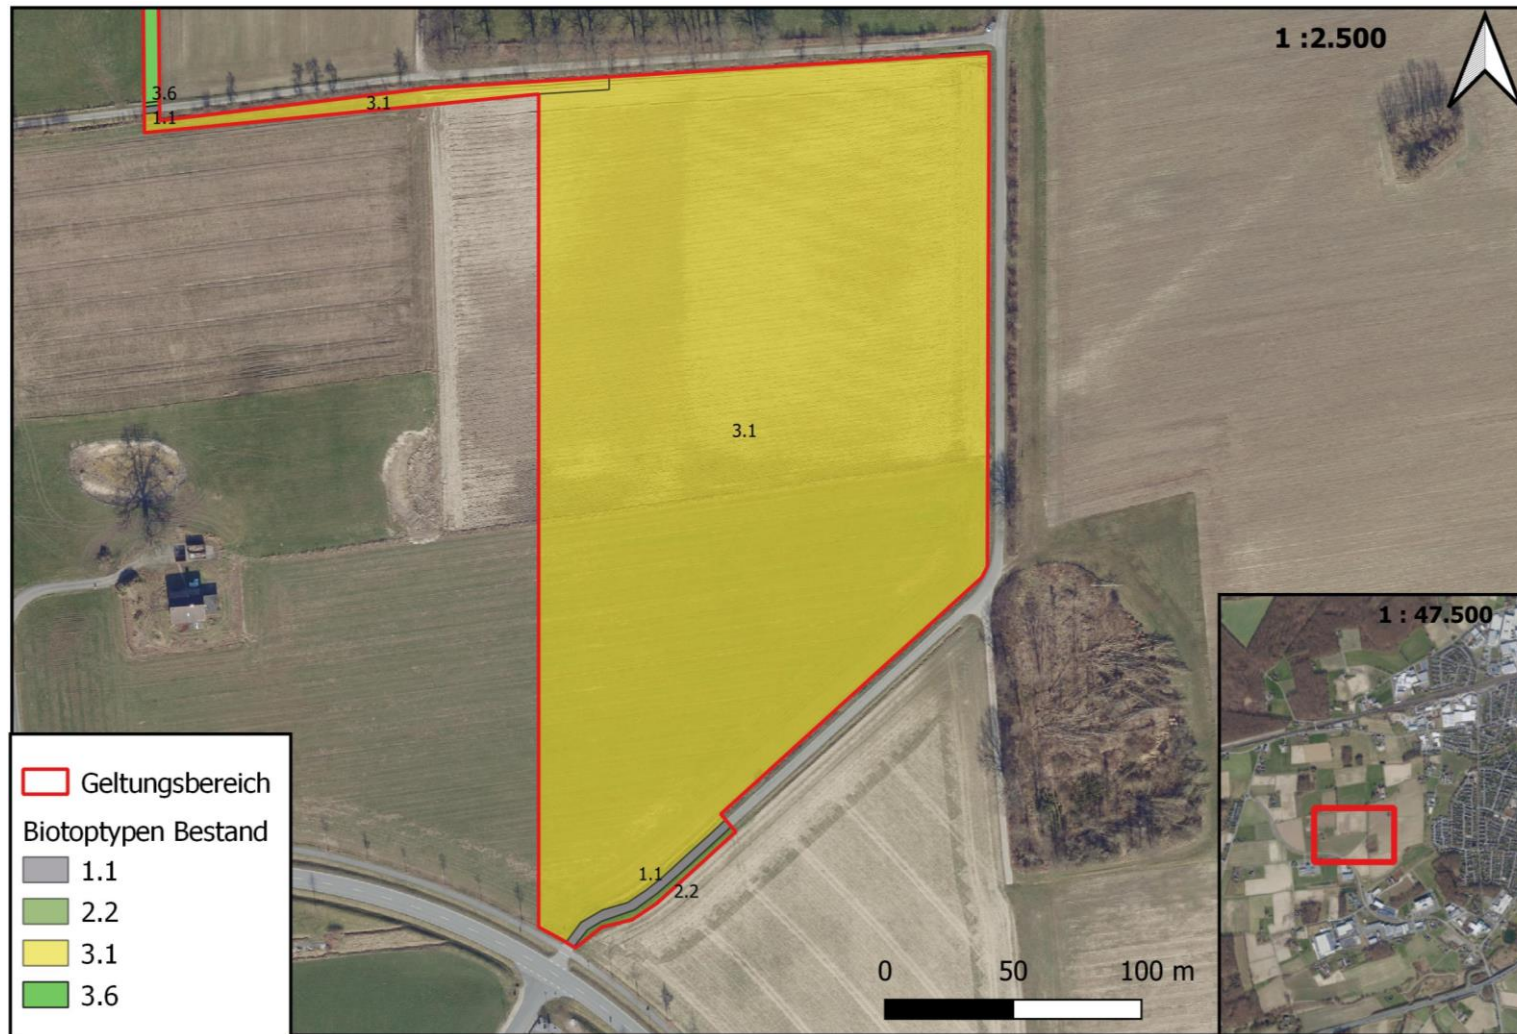 1 :2.500
3.6
3.1
1.1
3.1
1 : 47.500
1.1
2.2
Geltungsbereich
Biotoptypen Bestand
1.1
2.2
3.1
3.6
0 50 100 m